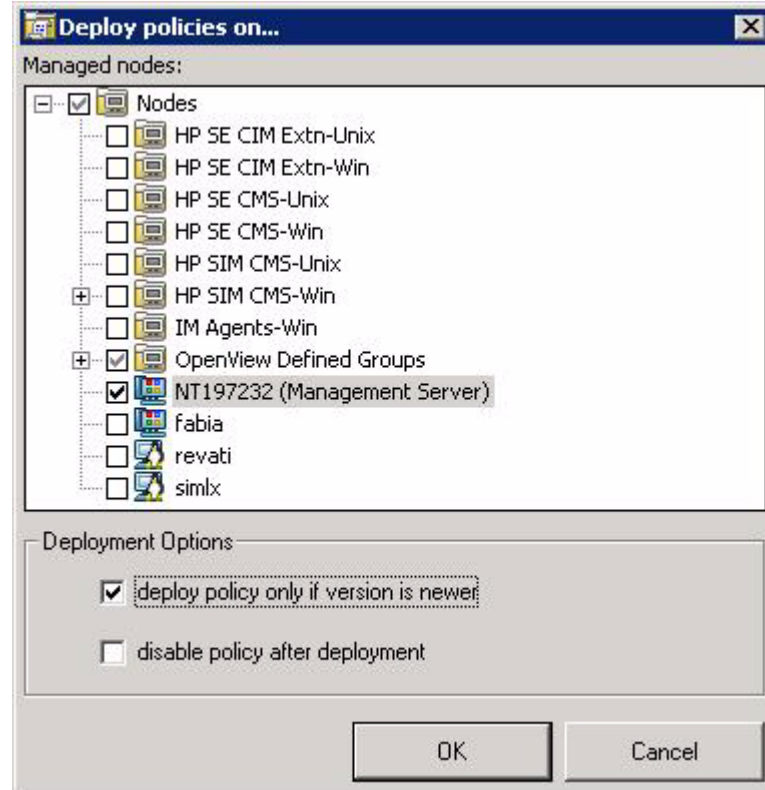 Deploy policies on...
Managed nodes:
Nodes
HP SE CIM Extn-Unix
HP SE CIM Extn-Win
HP SE CMS-Unix
HP SE CMS-Win
HP SIM CMS-Unix
HP SIM CMS-Win
IM Agents-Win
OpenView Defined Groups
NT197232 (Management Server)
fabia
revati
simlx
Deployment Options
deploy policy only if version is newer
disable policy after deployment
OK Cancel